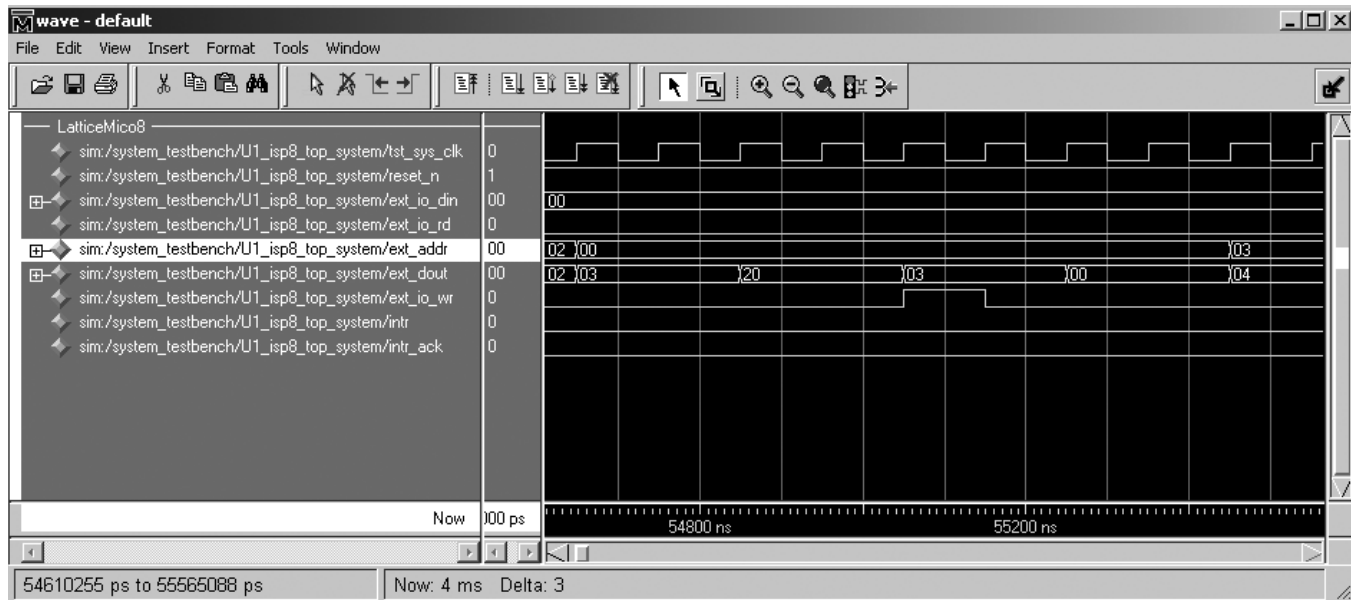 wave - default
File Edit View Insert Format Tools Window
LatticeMico8
sim:/system_testbench/U1_isp8_top_system/tst_sys_clk 0
sim:/system_testbench/U1_isp8_top_system/reset_n 1
sim:/system_testbench/U1_isp8_top_system/ext_io_din 00 00
sim:/system_testbench/U1_isp8_top_system/ext_io_rd 0
sim:/system_testbench/U1_isp8_top_system/ext_addr 00 02 00 03
sim:/system_testbench/U1_isp8_top_system/ext_dout 00 02 03 20 03 00 04
sim:/system_testbench/U1_isp8_top_system/ext_io_wr 0
sim:/system_testbench/U1_isp8_top_system/intr 0
sim:/system_testbench/U1_isp8_top_system/intr_ack 0
Now 000 ps
54800 ns 55200 ns
54610255 ps to 55565088 ps Now: 4 ms Delta: 3